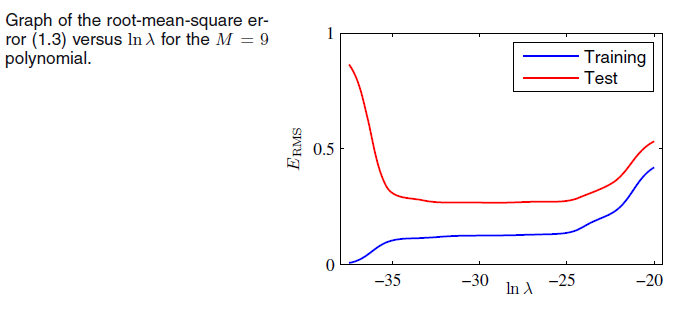 Graph of the root-mean-square er-
ror (1.3) versus ln λ for the M = 9
polynomial.
1
Training
Test
E_RMS
0.5
0
−35
−30
ln λ
−25
−20